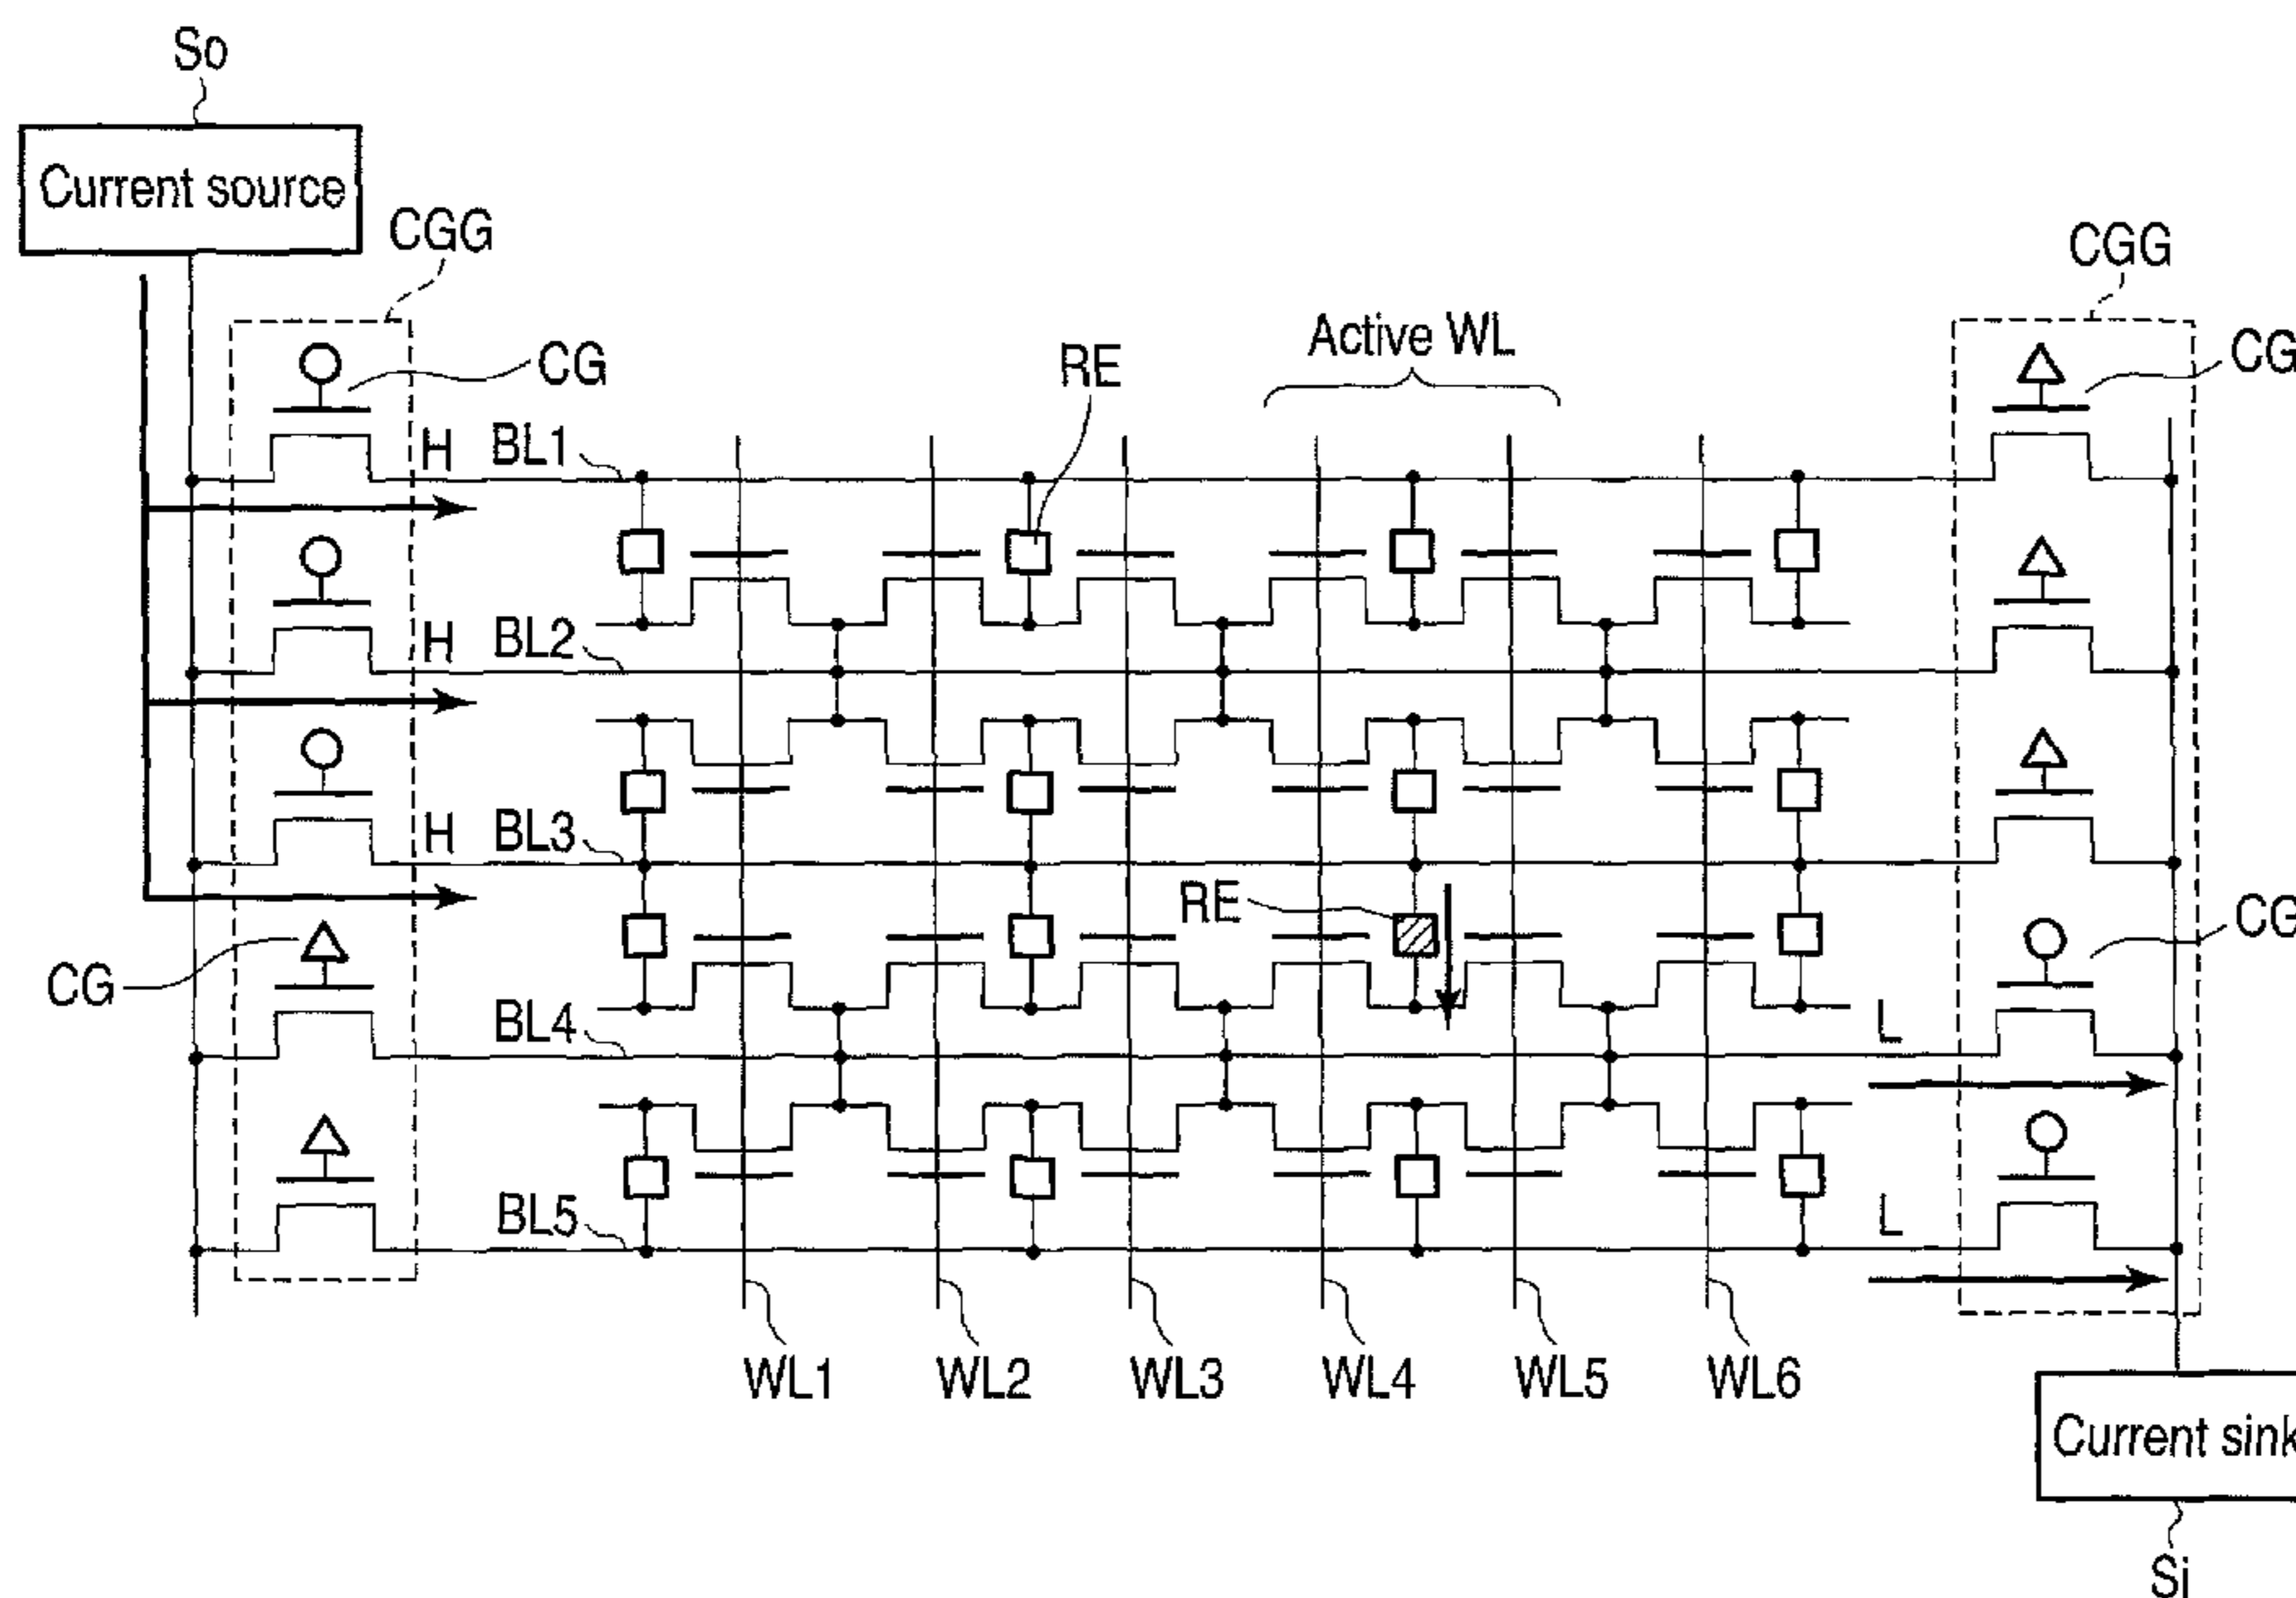 So
Current source
CGG
CGG
Active WL
RE
CG
CG
H
BL1
H
BL2
H
BL3
RE
CG
CG
BL4
L
BL5
L
WL1
WL2
WL3
WL4
WL5
WL6
Current sink
Si